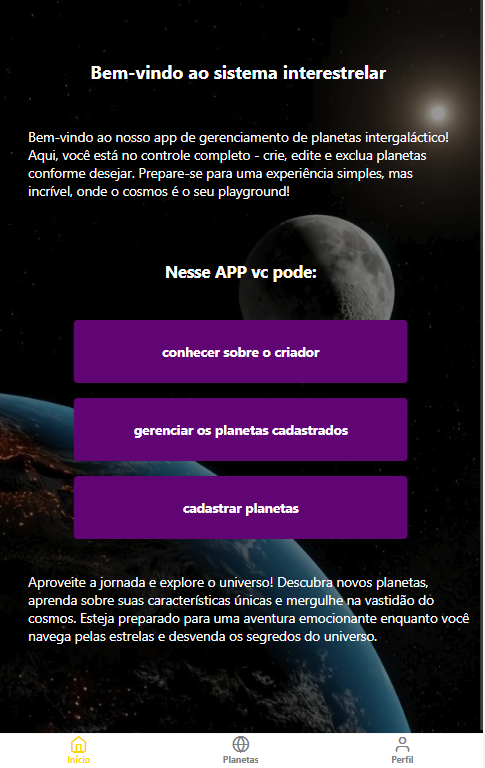 Bem-vindo ao sistema interestrelar
Bem-vindo ao nosso app de gerenciamento de planetas intergaláctico!
Aqui, você está no controle completo - crie, edite e exclua planetas
conforme desejar. Prepare-se para uma experiência simples, mas
incrível, onde o cosmos é o seu playground!
Nesse APP vc pode:
conhecer sobre o criador
gerenciar os planetas cadastrados
cadastrar planetas
Aproveite a jornada e explore o universo! Descubra novos planetas,
aprenda sobre suas características únicas e mergulhe na vastidão do
cosmos. Esteja preparado para uma aventura emocionante enquanto você
navega pelas estrelas e desvenda os segredos do universo.
Início
Planetas
Perfil